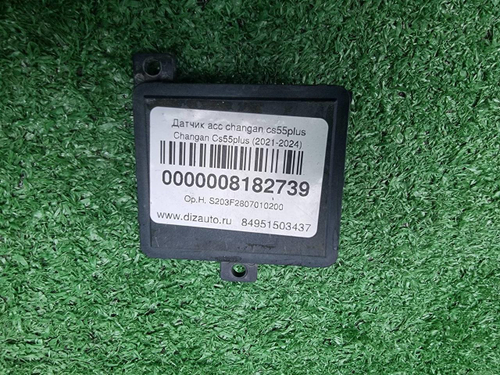 Датчик acc changan cs55plus
Changan Cs55plus (2021-2024)
0000008182739
Ор.Н. S203F2807010200
www.dizauto.ru 84951503437